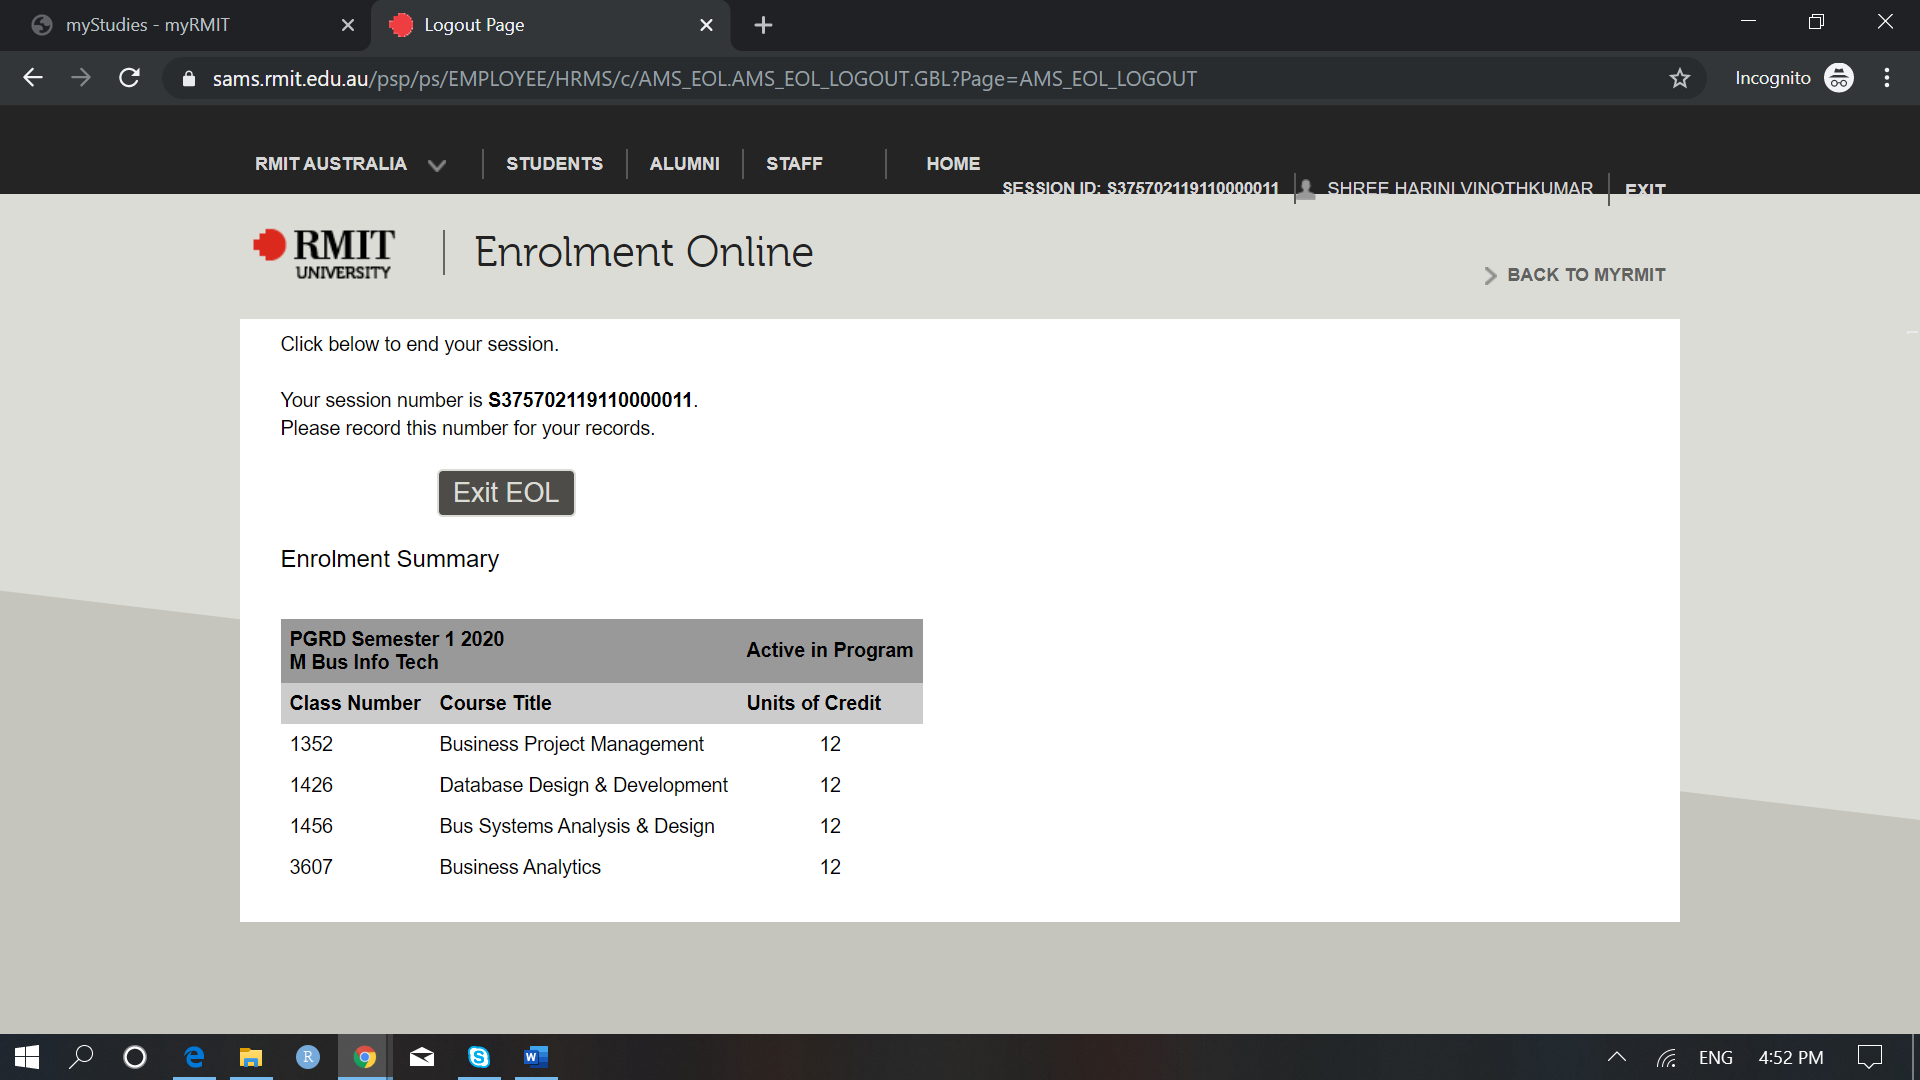 myStudies - myRMIT
Logout Page
sams.rmit.edu.au/psp/ps/EMPLOYEE/HRMS/c/AMS_EOL.AMS_EOL_LOGOUT.GBL?Page=AMS_EOL_LOGOUT
Incognito
RMIT AUSTRALIA
STUDENTS
ALUMNI
STAFF
HOME
SESSION ID: S375702119110000011
SHREE HARINI VINOTHKUMAR
EXIT
RMIT
UNIVERSITY
Enrolment Online
BACK TO MYRMIT
Click below to end your session.
Your session number is S375702119110000011.
Please record this number for your records.
Exit EOL
Enrolment Summary
PGRD Semester 1 2020
M Bus Info Tech
Active in Program
Class Number Course Title Units of Credit
1352 Business Project Management 12
1426 Database Design & Development 12
1456 Bus Systems Analysis & Design 12
3607 Business Analytics 12
R
S
W
ENG
4:52 PM